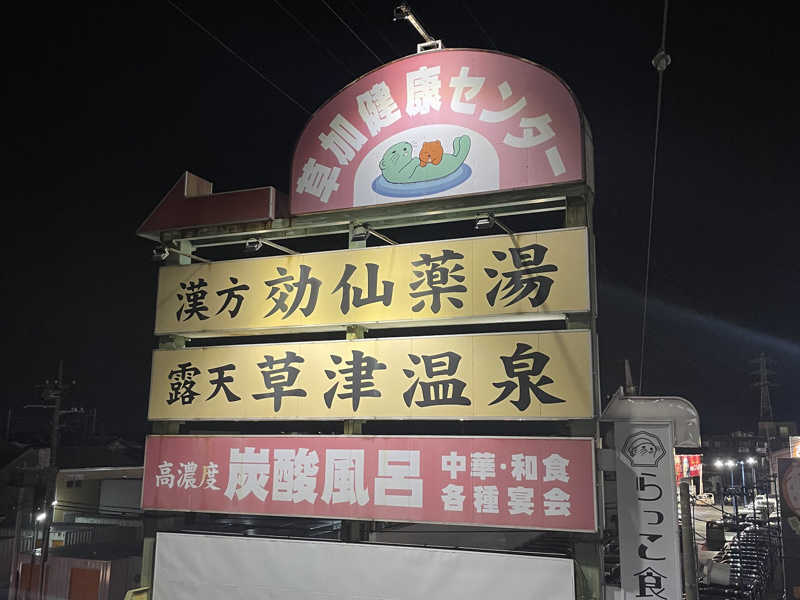 草加健康センター
漢方 効仙薬湯
露天 草津温泉
高濃度 炭酸風呂 中華・和食
各種宴会
らっこ食